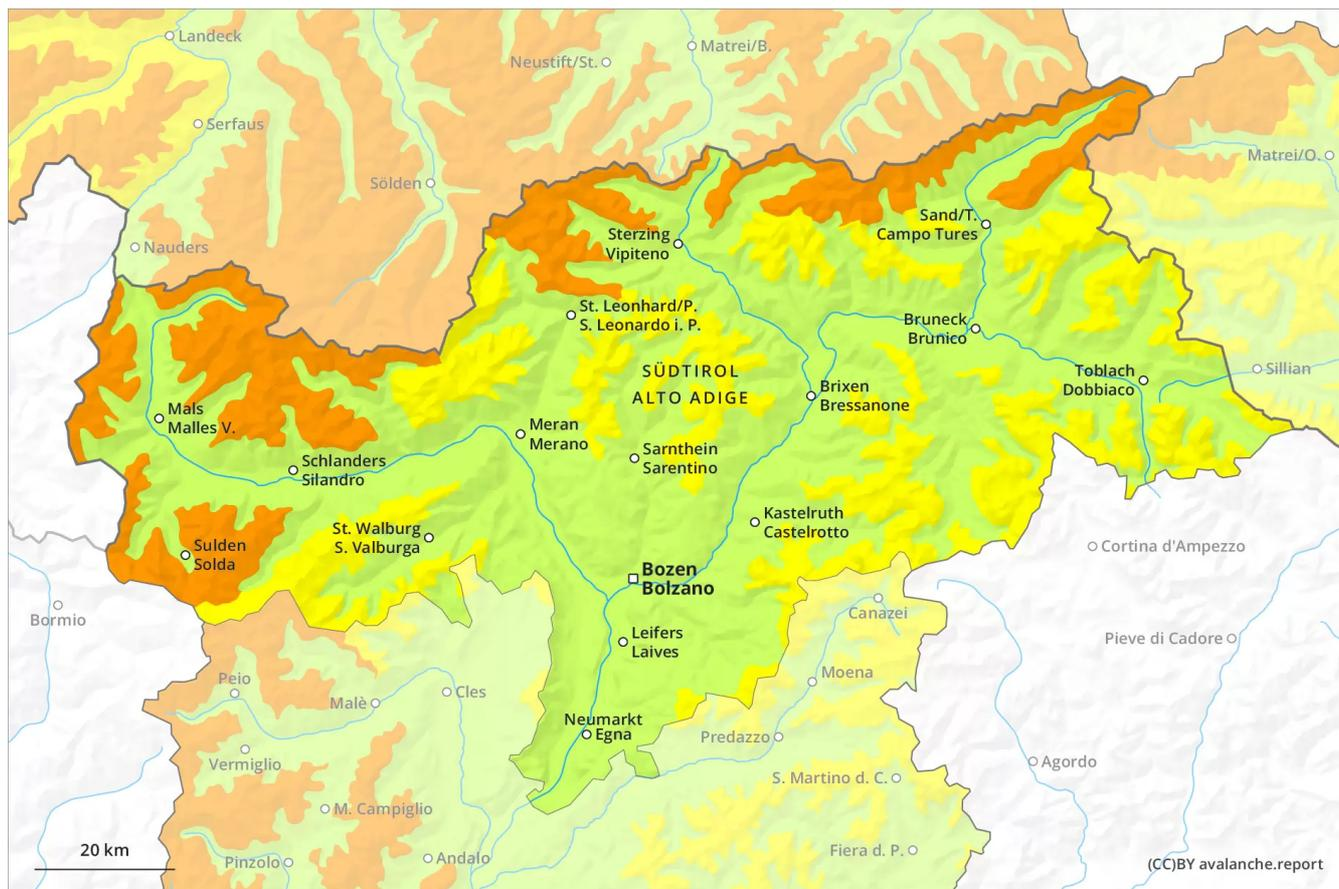 Landeck
Matrei/B.
Neustift/St.
Serfaus
Matrei/O.
Sölden
Sand/T.
Campo Tures
Nauders
Sterzing
Vipiteno
St. Leonhard/P.
S. Leonardo i. P.
Bruneck
Brunico
SÜDTIROL
ALTO ADIGE
Toblach
Dobbiaco
Sillian
Brixen
Bressanone
Mals
Malles V.
Meran
Merano
Sarnthein
Sarentino
Schlanders
Silandro
Kastelruth
Castelrotto
St. Walburg
S. Valburga
Sulden
Solda
Cortina d'Ampezzo
Bozen
Bolzano
Bormio
Canazei
Leifers
Laives
Pieve di Cadore
Peio
Moena
Malè
Cles
Neumarkt
Egna
Predazzo
Vermiglio
Agordo
S. Martino d. C.
M. Campiglio
20 km
Pinzolo
Andalo
Fiera d. P.
(CC)BY avalanche.report